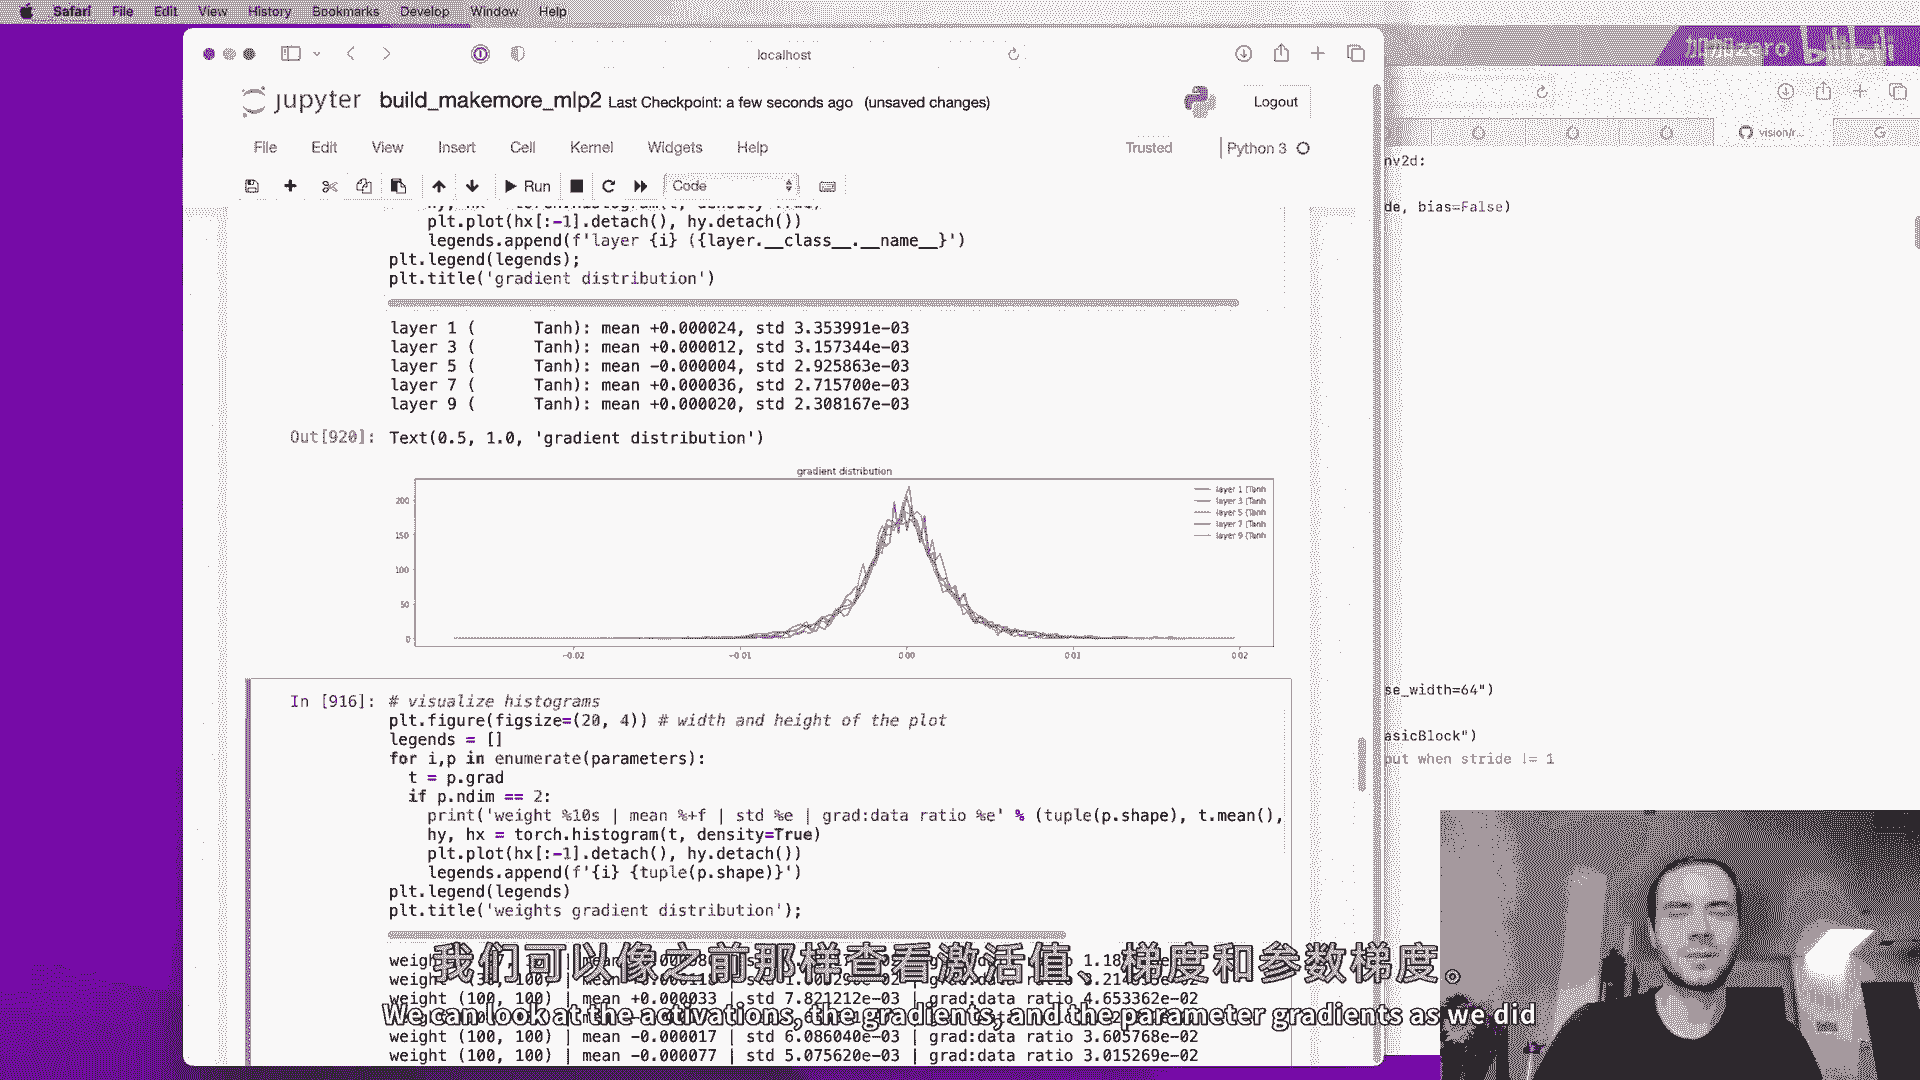 Safari File Edit View History Bookmarks Develop Window Help
加加zero bilibili
localhost
jupyter build_makemore_mlp2 Last Checkpoint: a few seconds ago (unsaved changes)
Logout
File Edit View Insert Cell Kernel Widgets Help
Trusted
Python 3
Run
Code
plt.plot(hx[:-1].detach(), hy.detach())
legends.append(f'layer {i} ({layer.__class__.__name__}')
plt.legend(legends);
plt.title('gradient distribution')
layer 1 ( Tanh): mean +0.000024, std 3.353991e-03
layer 3 ( Tanh): mean +0.000012, std 3.157344e-03
layer 5 ( Tanh): mean -0.000004, std 2.925863e-03
layer 7 ( Tanh): mean +0.000036, std 2.715700e-03
layer 9 ( Tanh): mean +0.000020, std 2.308167e-03
Out[920]: Text(0.5, 1.0, 'gradient distribution')
gradient distribution
200
150
100
50
0
-0.02 -0.01 0.00 0.01 0.02
layer 1 (Tanh
layer 3 (Tanh
layer 5 (Tanh
layer 7 (Tanh
layer 9 (Tanh
In [916]: # visualize histograms
plt.figure(figsize=(20, 4)) # width and height of the plot
legends = []
for i,p in enumerate(parameters):
t = p.grad
if p.ndim == 2:
print('weight %10s | mean %+f | std %e | grad:data ratio %e' % (tuple(p.shape), t.mean(),
hy, hx = torch.histogram(t, density=True)
plt.plot(hx[:-1].detach(), hy.detach())
legends.append(f'{i} {tuple(p.shape)}')
plt.legend(legends)
plt.title('weights gradient distribution');
weight (100, 100) | mean +0.000033 | std 7.821212e-03 | grad:data ratio 4.653362e-02
weight (100, 100) | mean -0.000017 | std 6.086040e-03 | grad:data ratio 3.605768e-02
weight (100, 100) | mean -0.000077 | std 5.075620e-03 | grad:data ratio 3.015269e-02
我们可以像之前那样查看激活值、梯度和参数梯度。
We can look at the activations, the gradients, and the parameter gradients as we did
vision/r...
nv2d:
de, bias=False)
se_width=64")
asicBlock")
put when stride != 1